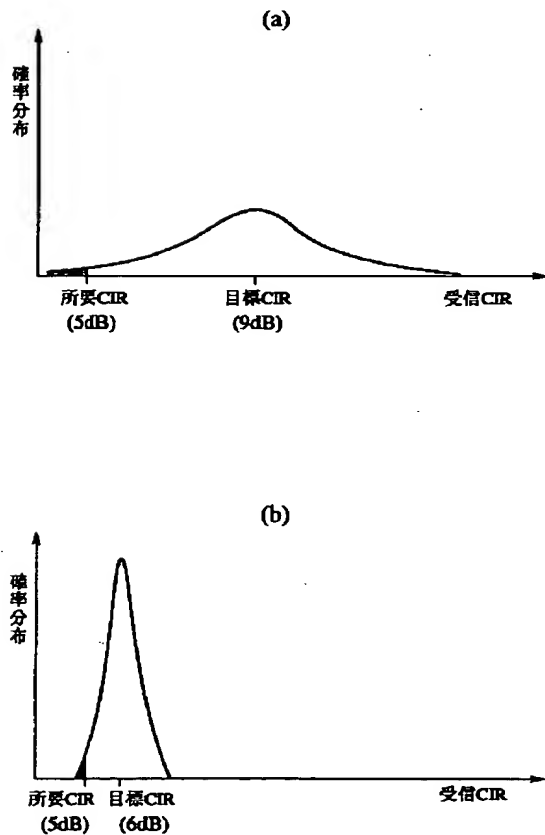 (a)
確率分布
所要CIR
(5dB)
目標CIR
(9dB)
受信CIR
(b)
確率分布
所要CIR
(5dB)
目標CIR
(6dB)
受信CIR